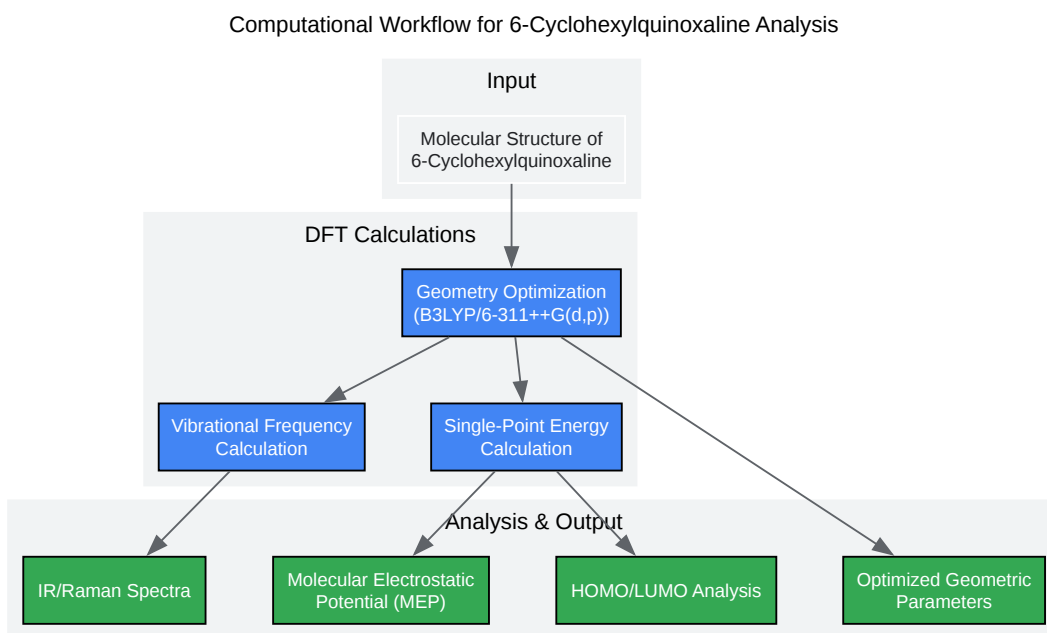 Computational Workflow for 6-Cyclohexylquinoxaline Analysis
Input
Molecular Structure of
6-Cyclohexylquinoxaline
DFT Calculations
Geometry Optimization
(B3LYP/6-311++G(d,p))
Vibrational Frequency
Calculation
Single-Point Energy
Calculation
Analysis & Output
IR/Raman Spectra
Molecular Electrostatic
Potential (MEP)
HOMO/LUMO Analysis
Optimized Geometric
Parameters